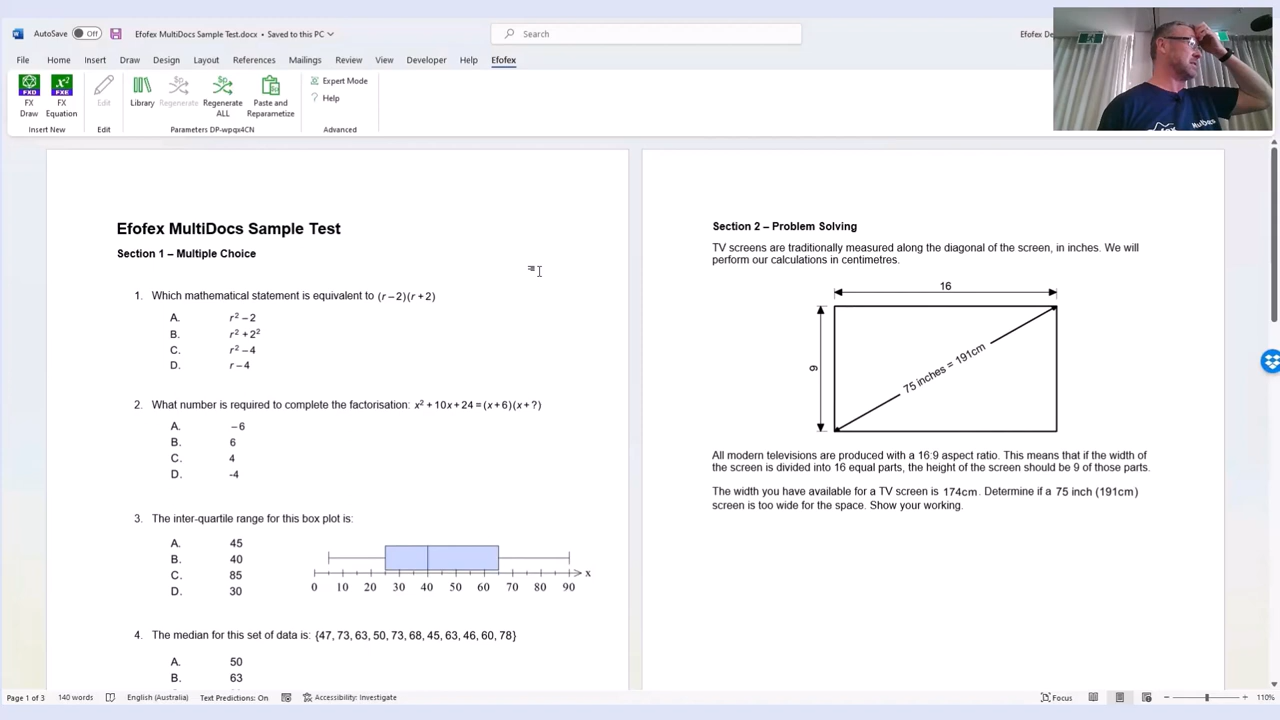 AutoSave Off Efofex MultiDocs Sample Test.docx • Saved to this PC Search Efofex De
File Home Insert Draw Design Layout References Mailings Review View Developer Help Efofex
FX Draw FX Equation Edit Library Regenerate Regenerate ALL Paste and Reparametize Expert Mode
Help
Insert New Edit Parameters DP-wpqx4CN Advanced
Efofex MultiDocs Sample Test
Section 1 – Multiple Choice
1. Which mathematical statement is equivalent to (r – 2)(r + 2)
A. r² – 2
B. r² + 2²
C. r² – 4
D. r – 4
2. What number is required to complete the factorisation: x² + 10x + 24 = (x + 6)(x + ?)
A. –6
B. 6
C. 4
D. -4
3. The inter-quartile range for this box plot is:
A. 45
B. 40
C. 85
D. 30
0 10 20 30 40 50 60 70 80 90 x
4. The median for this set of data is: {47, 73, 63, 50, 73, 68, 45, 63, 46, 60, 78}
A. 50
B. 63
Section 2 – Problem Solving
TV screens are traditionally measured along the diagonal of the screen, in inches. We will
perform our calculations in centimetres.
16
9
75 inches = 191cm
All modern televisions are produced with a 16:9 aspect ratio. This means that if the width of
the screen is divided into 16 equal parts, the height of the screen should be 9 of those parts.
The width you have available for a TV screen is 174cm. Determine if a 75 inch (191cm)
screen is too wide for the space. Show your working.
Page 1 of 3 140 words English (Australia) Text Predictions: On Accessibility: Investigate Focus 110%